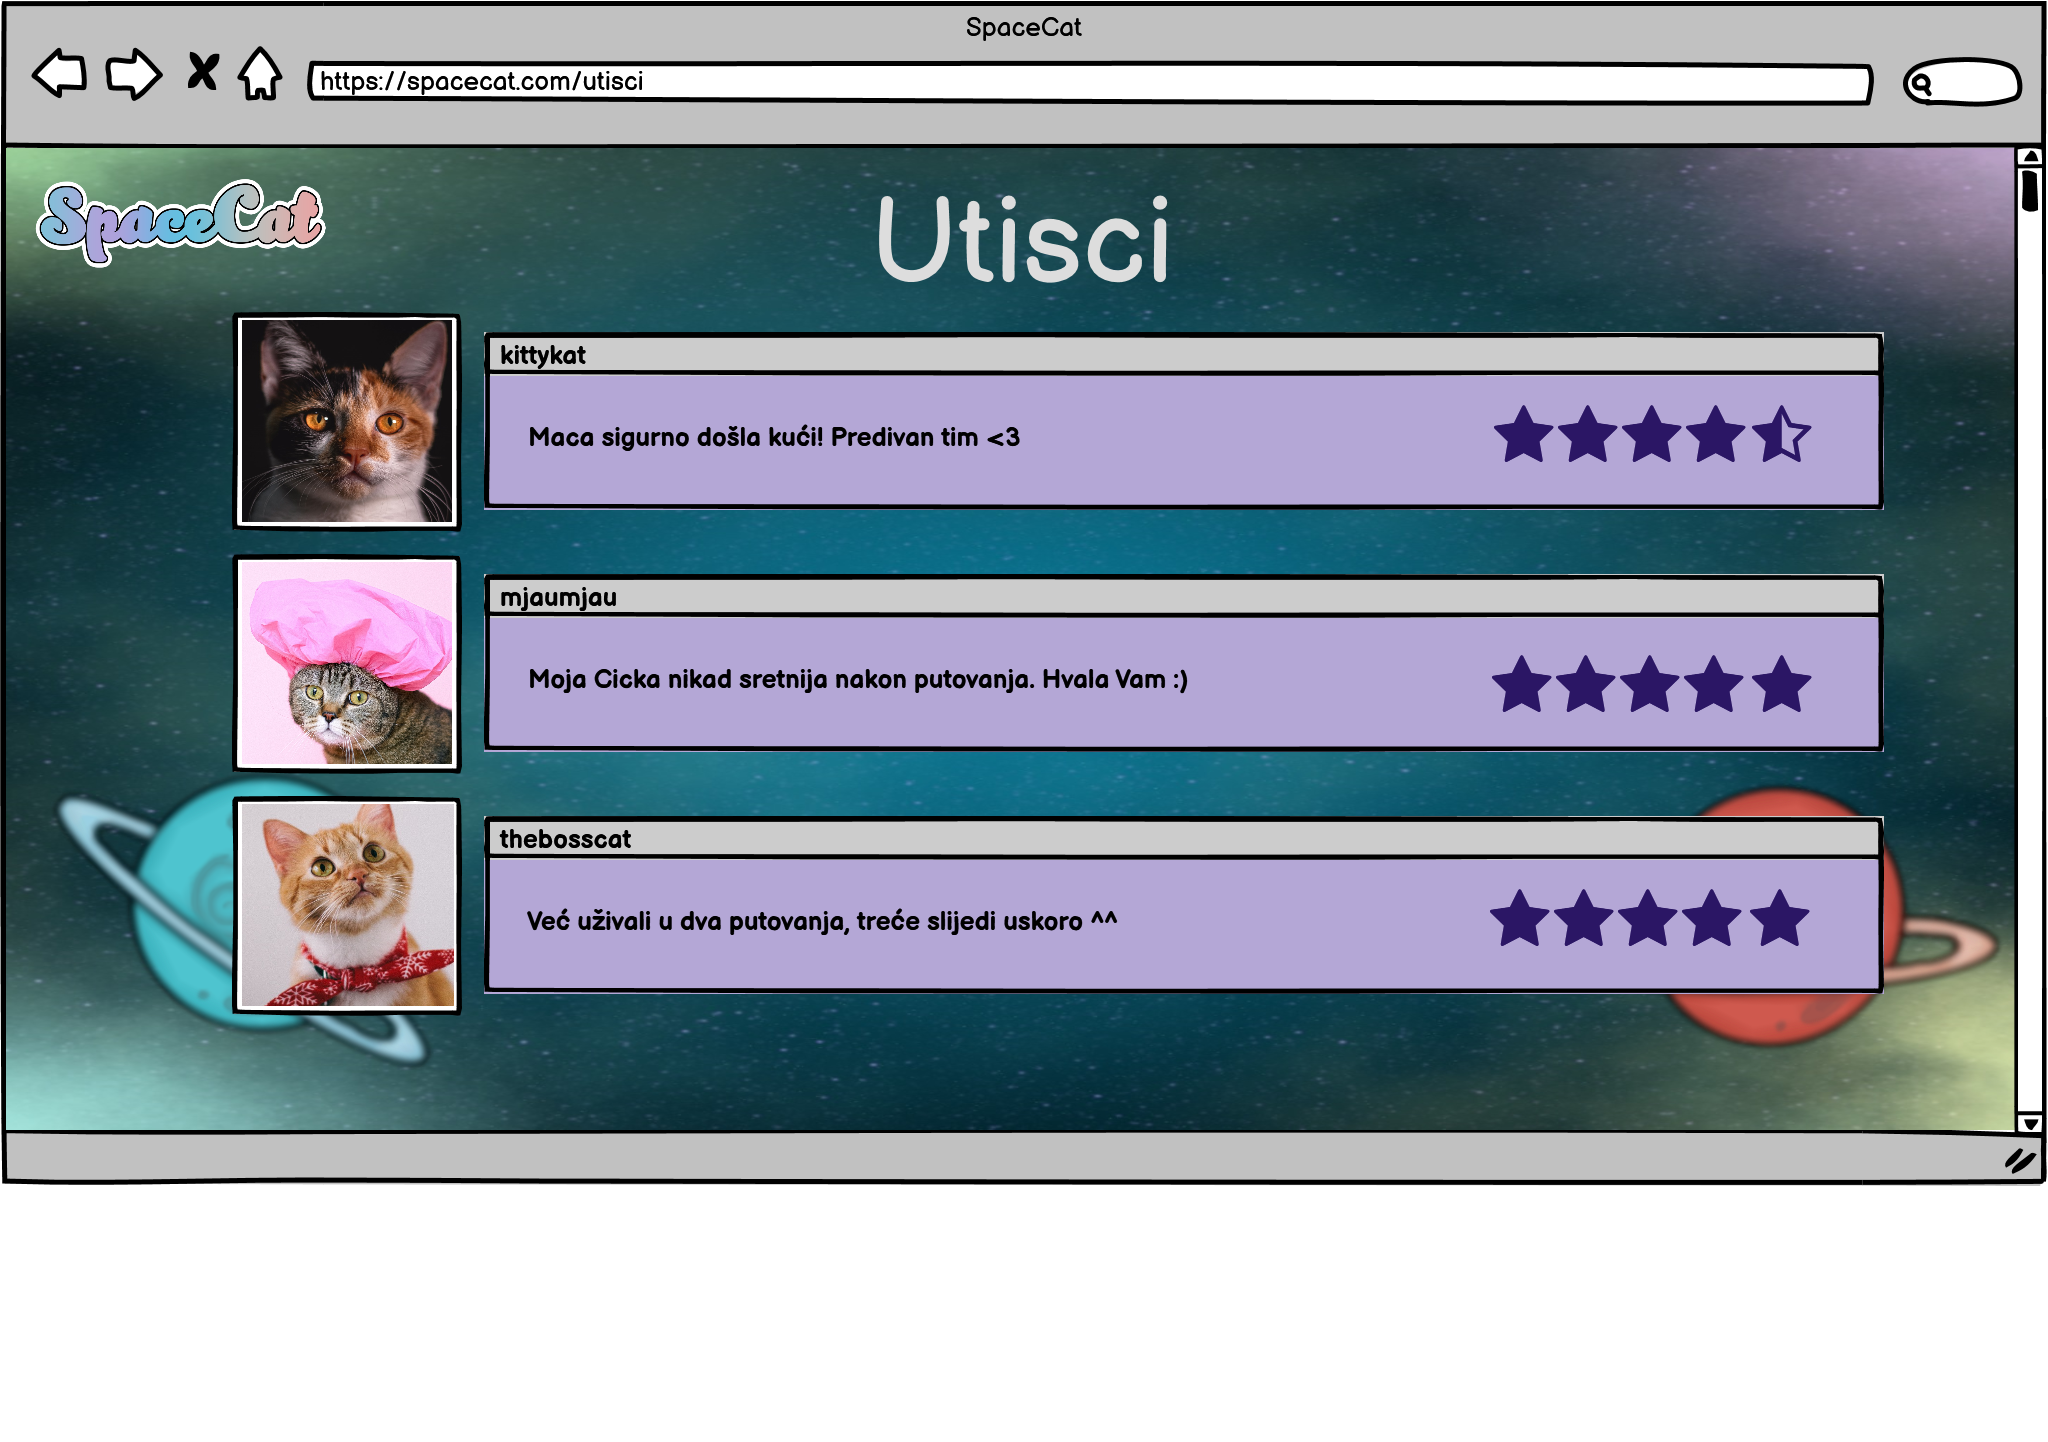 SpaceCat
https://spacecat.com/utisci
SpaceCat
Utisci
kittykat
Maca sigurno došla kući! Predivan tim <3
mjaumjau
Moja Cicka nikad sretnija nakon putovanja. Hvala Vam :)
thebosscat
Već uživali u dva putovanja, treće slijedi uskoro ^^